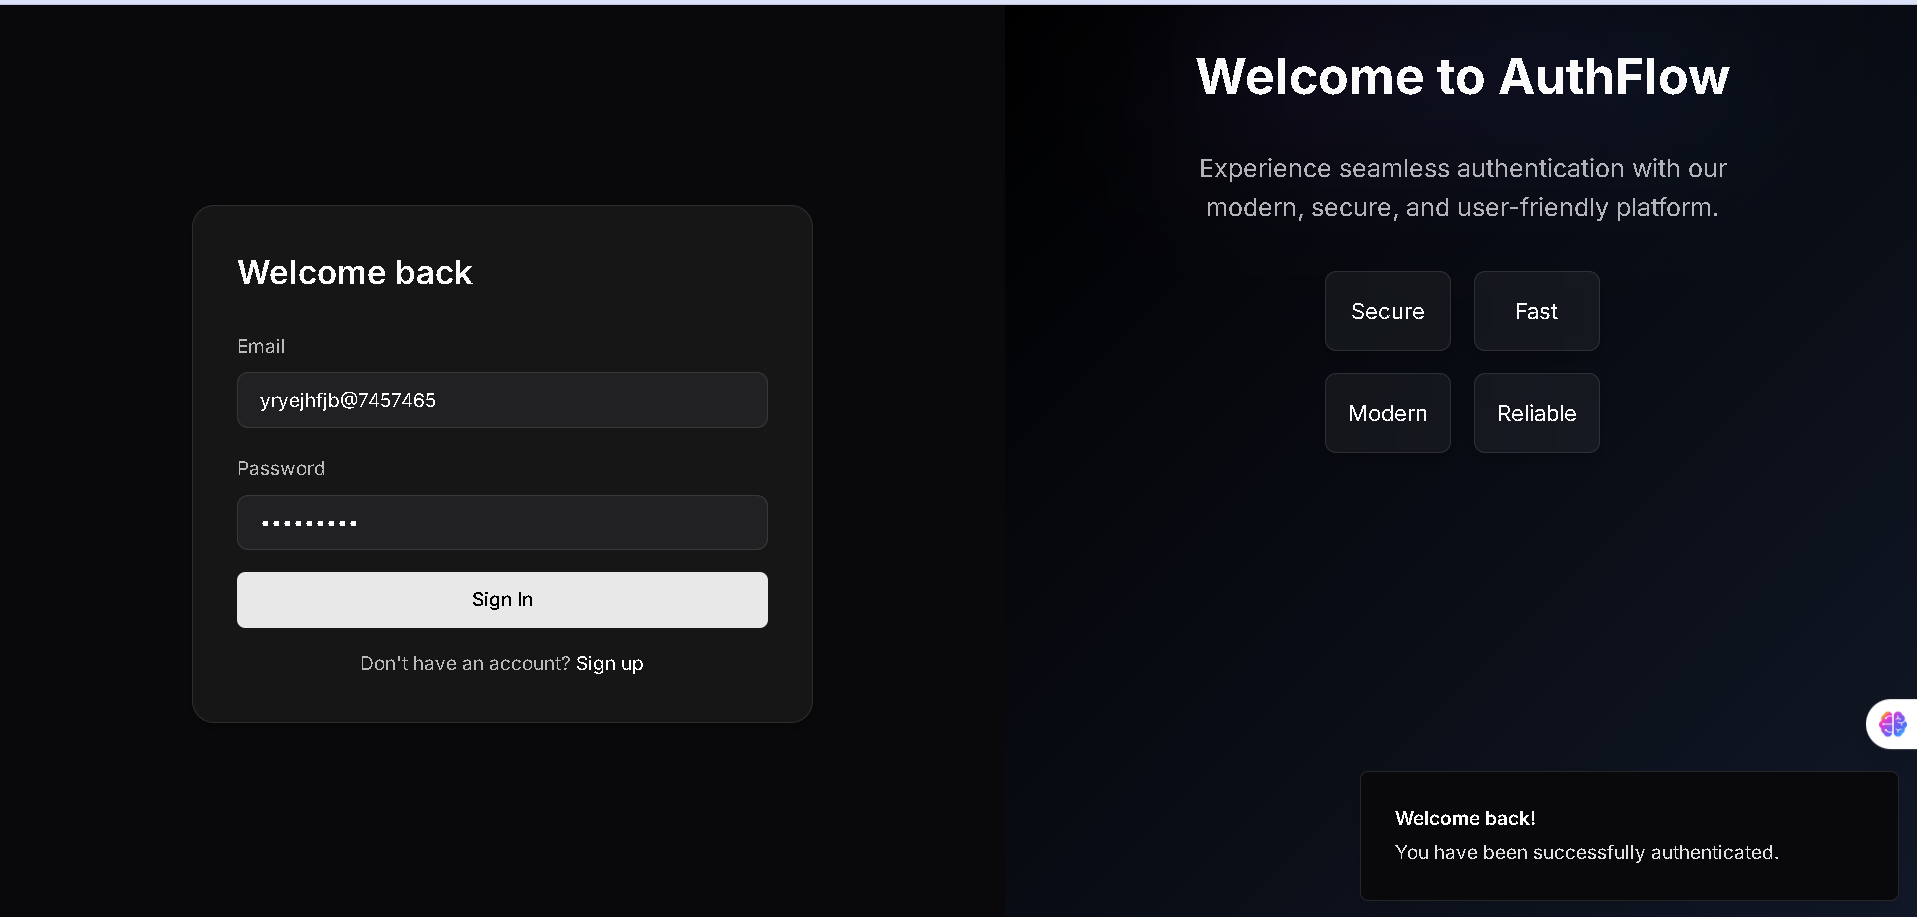 Welcome back
Email
yryejhfjb@7457465
Password
•••••••••
Sign In
Don't have an account? Sign up
Welcome to AuthFlow
Experience seamless authentication with our
modern, secure, and user-friendly platform.
Secure
Fast
Modern
Reliable
Welcome back!
You have been successfully authenticated.